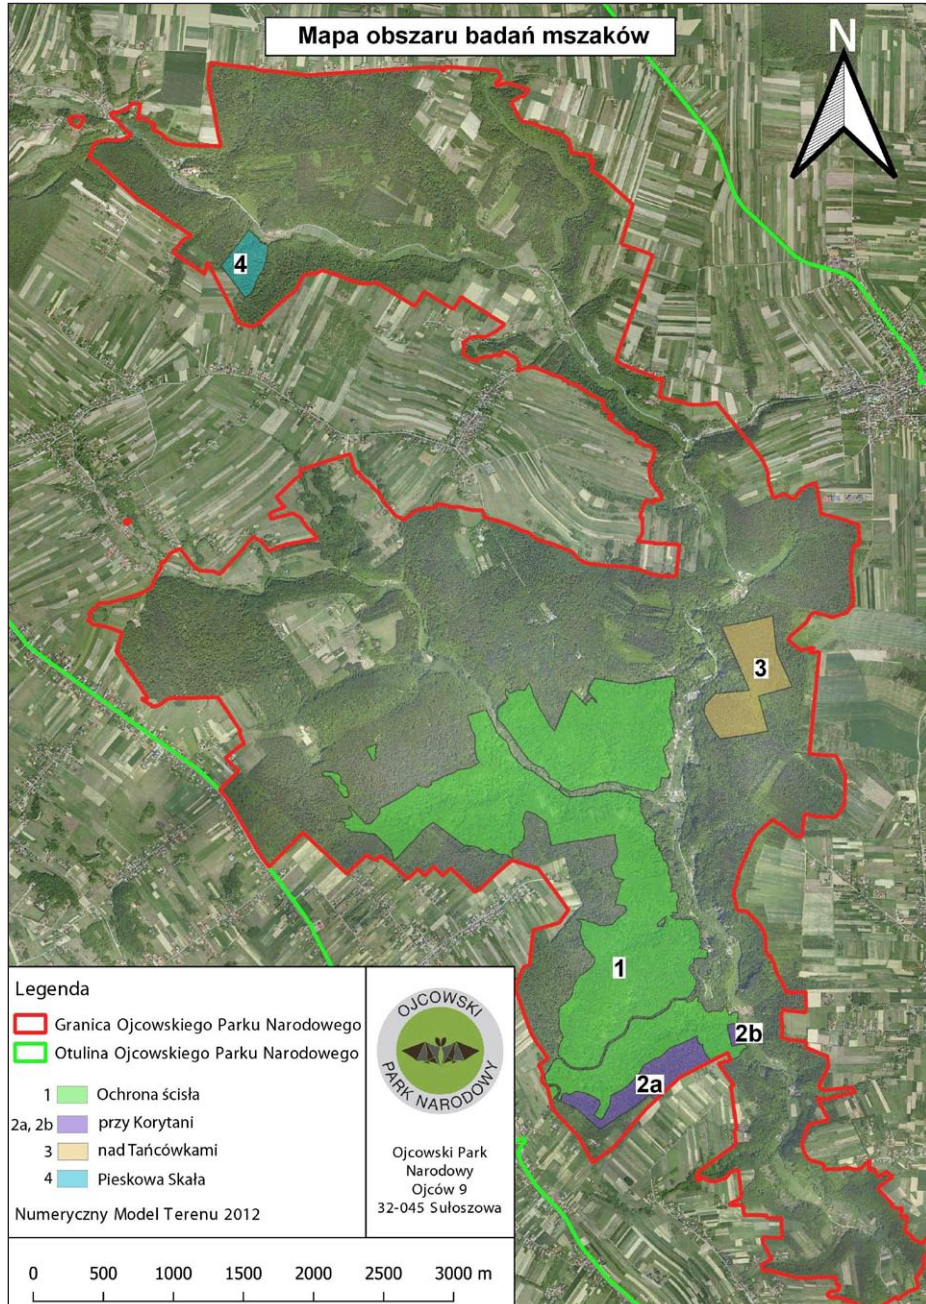 Mapa obszaru badań mszaków
N
4
3
1
2b
2a
Legenda
Granica Ojcowskiego Parku Narodowego
Otulina Ojcowskiego Parku Narodowego
1 Ochrona ścisła
2a, 2b przy Korytani
3 nad Tańcówkami
4 Pieskowa Skała
Numeryczny Model Terenu 2012
OJCOWSKI
PARK NARODOWY
Ojcowski Park
Narodowy
Ojców 9
32-045 Sułoszowa
0 500 1000 1500 2000 2500 3000 m